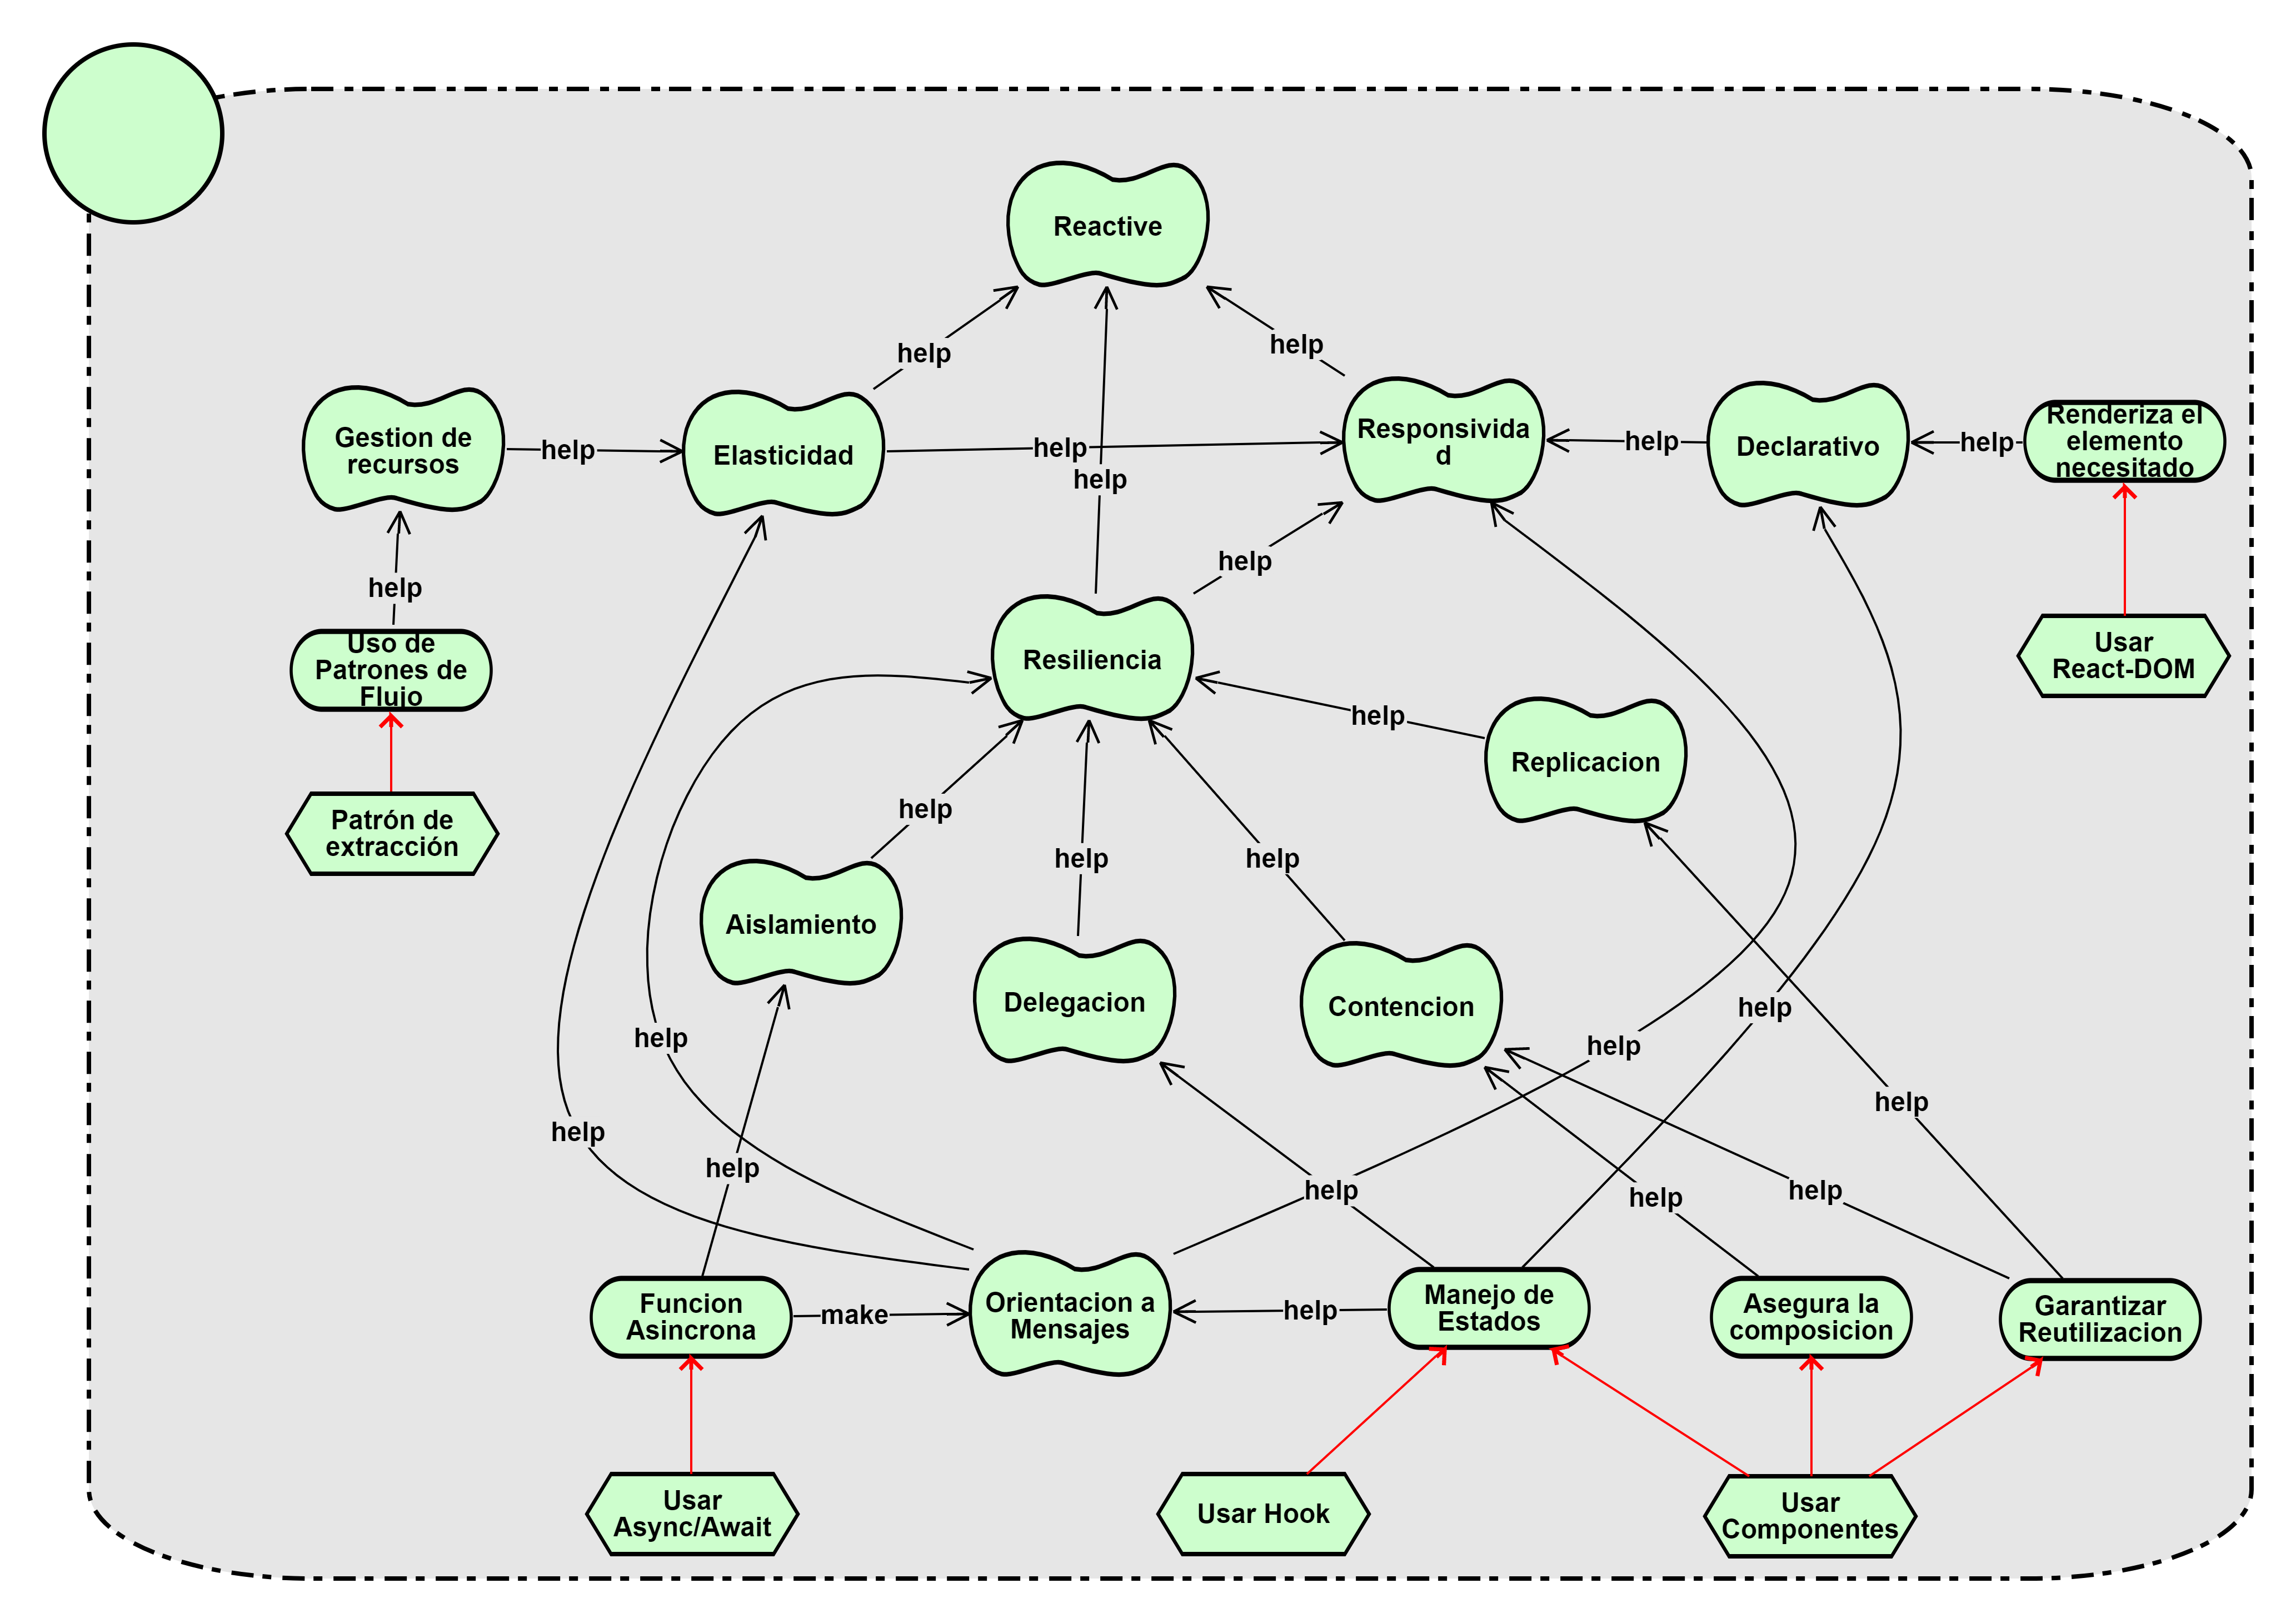 Reactive
help
help
help
help
help
help
help
help
Gestion de
recursos
Elasticidad
Responsivida
d
Declarativo
Renderiza el
elemento
necesitado
help
help
Uso de
Patrones de
Flujo
Resiliencia
Usar
React-DOM
help
Replicacion
Patrón de
extracción
help
help
help
Aislamiento
Delegacion
Contencion
help
help
help
help
help
help
help
help
help
Funcion
Asincrona
make
Orientacion a
Mensajes
help
Manejo de
Estados
Asegura la
composicion
Garantizar
Reutilizacion
Usar
Async/Await
Usar Hook
Usar
Componentes